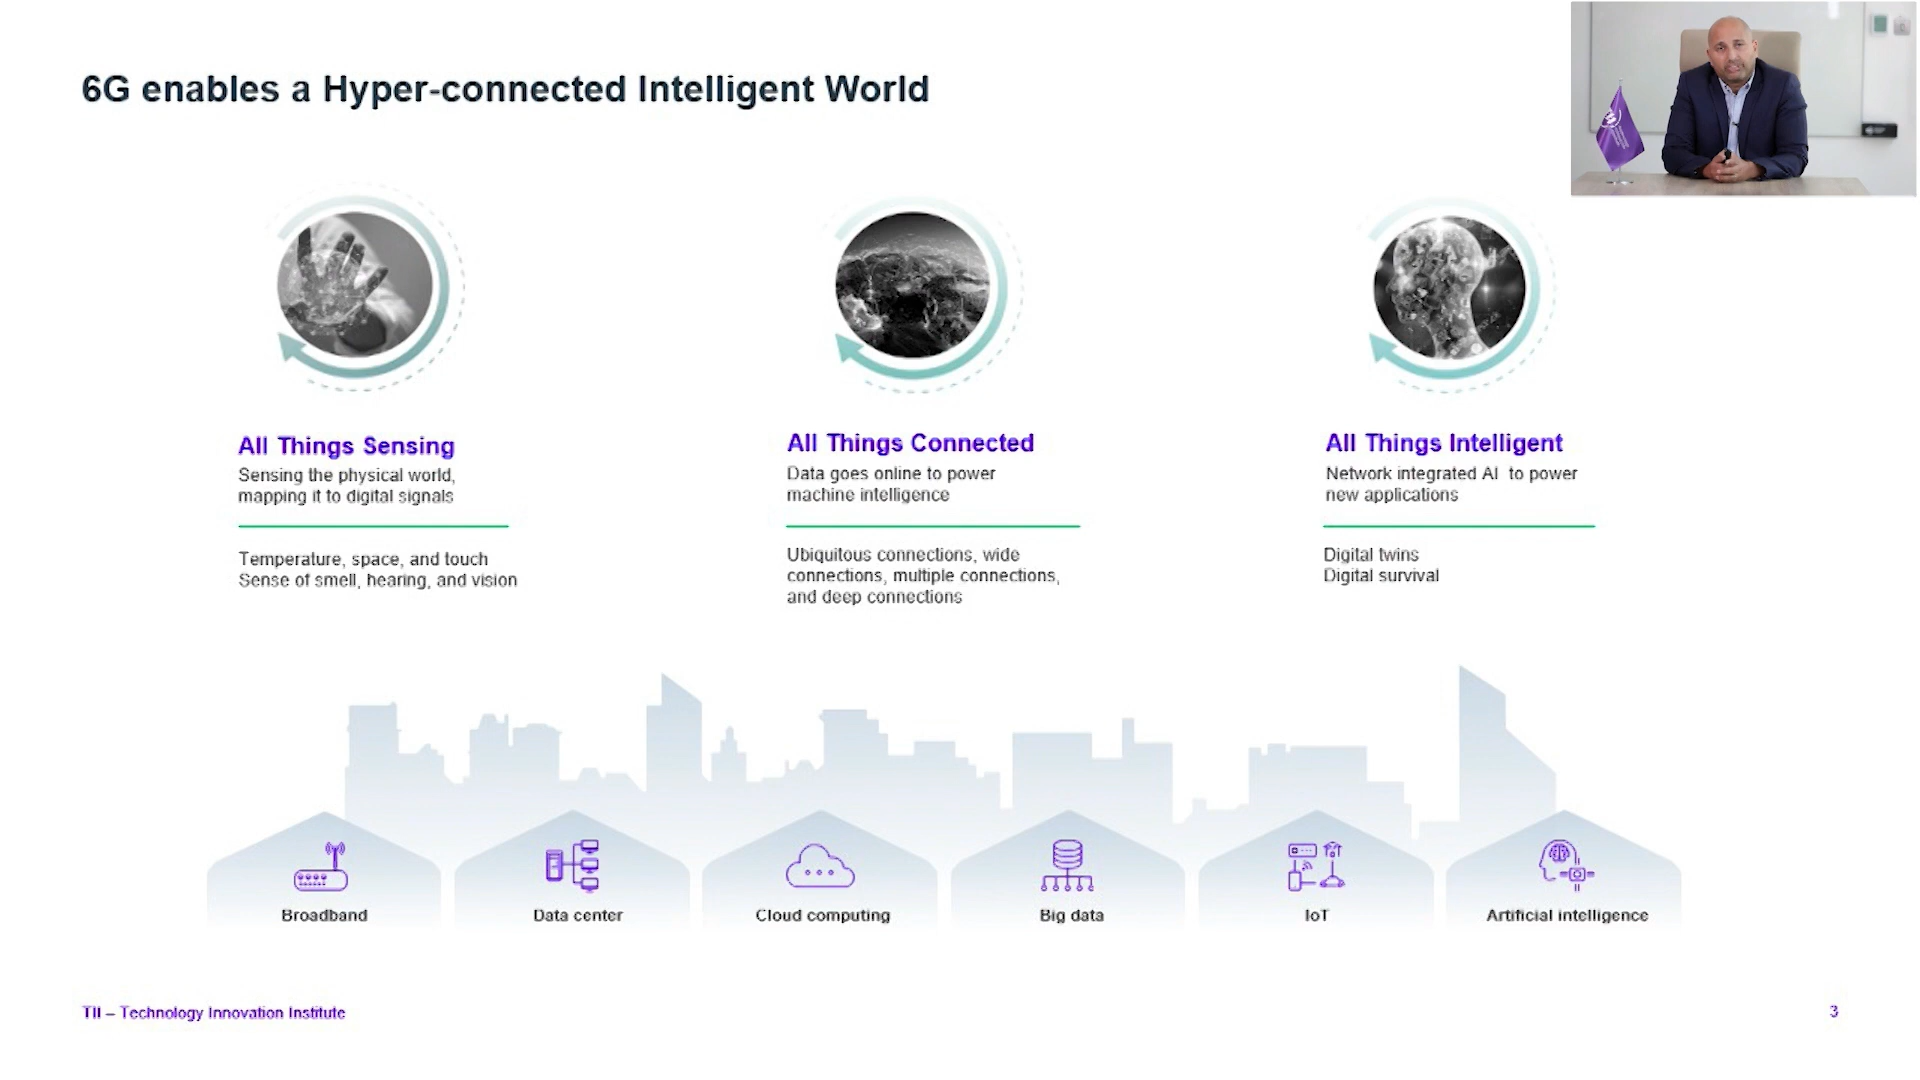 6G enables a Hyper-connected Intelligent World
All Things Sensing
Sensing the physical world,
mapping it to digital signals
Temperature, space, and touch
Sense of smell, hearing, and vision
All Things Connected
Data goes online to power
machine intelligence
Ubiquitous connections, wide
connections, multiple connections,
and deep connections
All Things Intelligent
Network integrated AI to power
new applications
Digital twins
Digital survival
Broadband
Data center
Cloud computing
Big data
IoT
Artificial intelligence
TII – Technology Innovation Institute
3